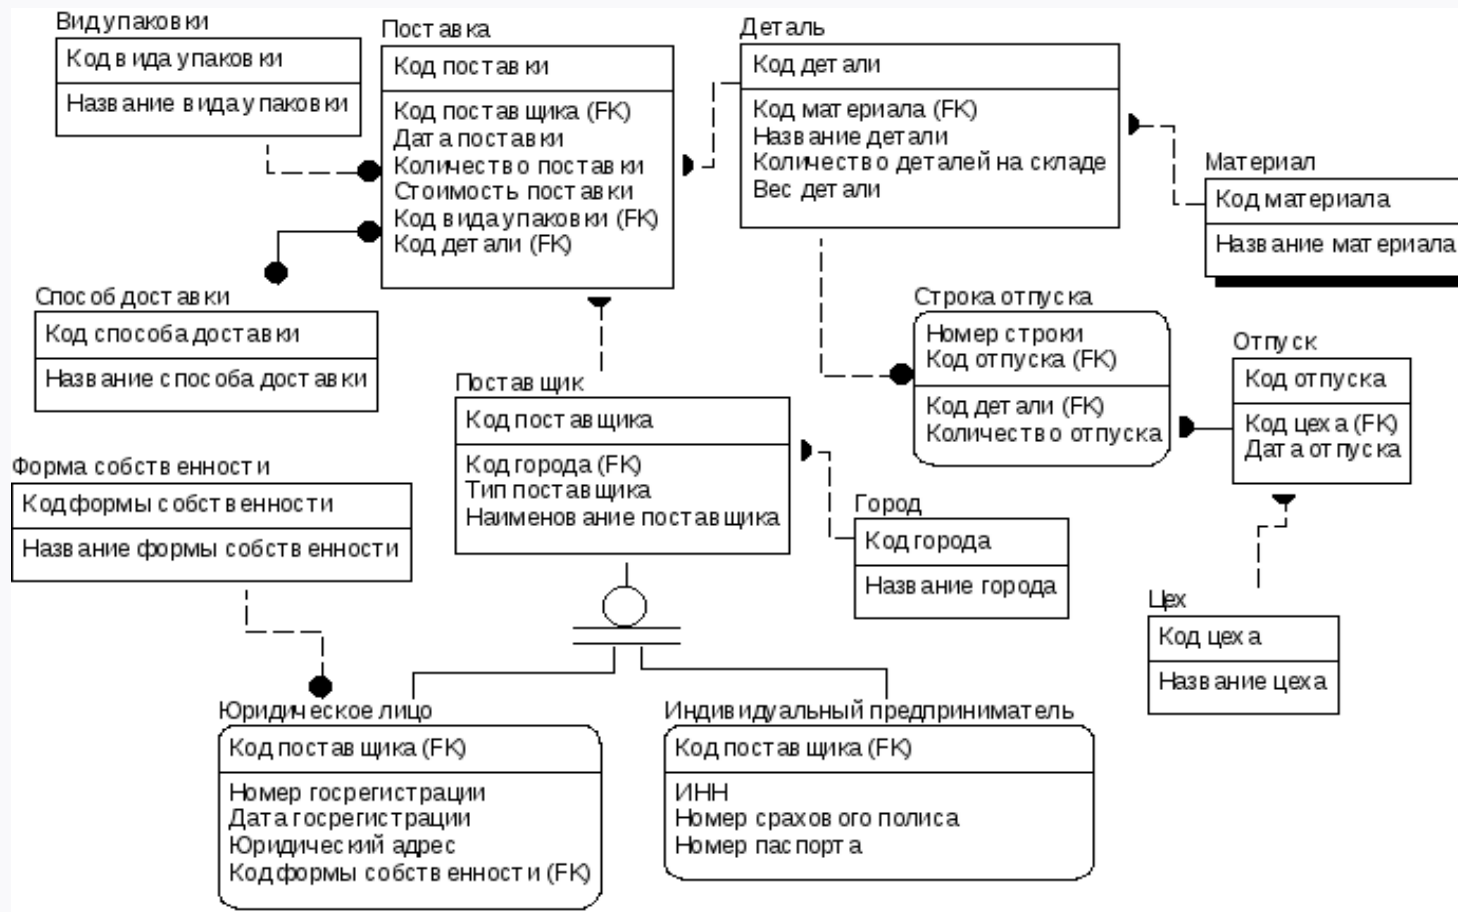 Вид упаковки
Код вида упаковки
Название вида упаковки
Поставка
Код поставки
Код поставщика (FK)
Дата поставки
Количество поставки
Стоимость поставки
Код вида упаковки (FK)
Код детали (FK)
Деталь
Код детали
Код материала (FK)
Название детали
Количество деталей на складе
Вес детали
Материал
Код материала
Название материала
Способ доставки
Код способа доставки
Название способа доставки
Строка отпуска
Номер строки
Код отпуска (FK)
Код детали (FK)
Количество отпуска
Отпуск
Код отпуска
Код цеха (FK)
Дата отпуска
Поставщик
Код поставщика
Код города (FK)
Тип поставщика
Наименование поставщика
Форма собственности
Код формы собственности
Название формы собственности
Город
Код города
Название города
Цех
Код цеха
Название цеха
Юридическое лицо
Код поставщика (FK)
Номер госрегистрации
Дата госрегистрации
Юридический адрес
Код формы собственности (FK)
Индивидуальный предприниматель
Код поставщика (FK)
ИНН
Номер срахового полиса
Номер паспорта